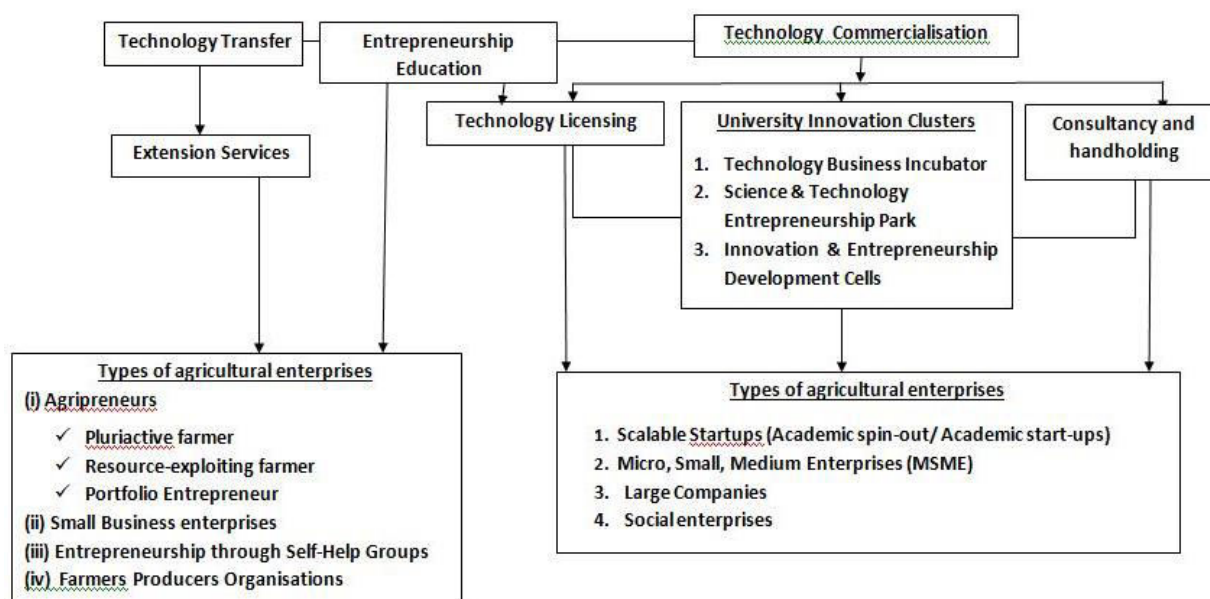 Technology Transfer
Entrepreneurship
Education
Technology Commercialisation
Extension Services
Technology Licensing
University Innovation Clusters
1. Technology Business Incubator
2. Science & Technology
Entrepreneurship Park
3. Innovation & Entrepreneurship
Development Cells
Consultancy and
handholding
Types of agricultural enterprises
(i) Agripreneurs
✓ Pluriactive farmer
✓ Resource-exploiting farmer
✓ Portfolio Entrepreneur
(ii) Small Business enterprises
(iii) Entrepreneurship through Self-Help Groups
(iv) Farmers Producers Organisations
Types of agricultural enterprises
1. Scalable Startups (Academic spin-out/ Academic start-ups)
2. Micro, Small, Medium Enterprises (MSME)
3. Large Companies
4. Social enterprises